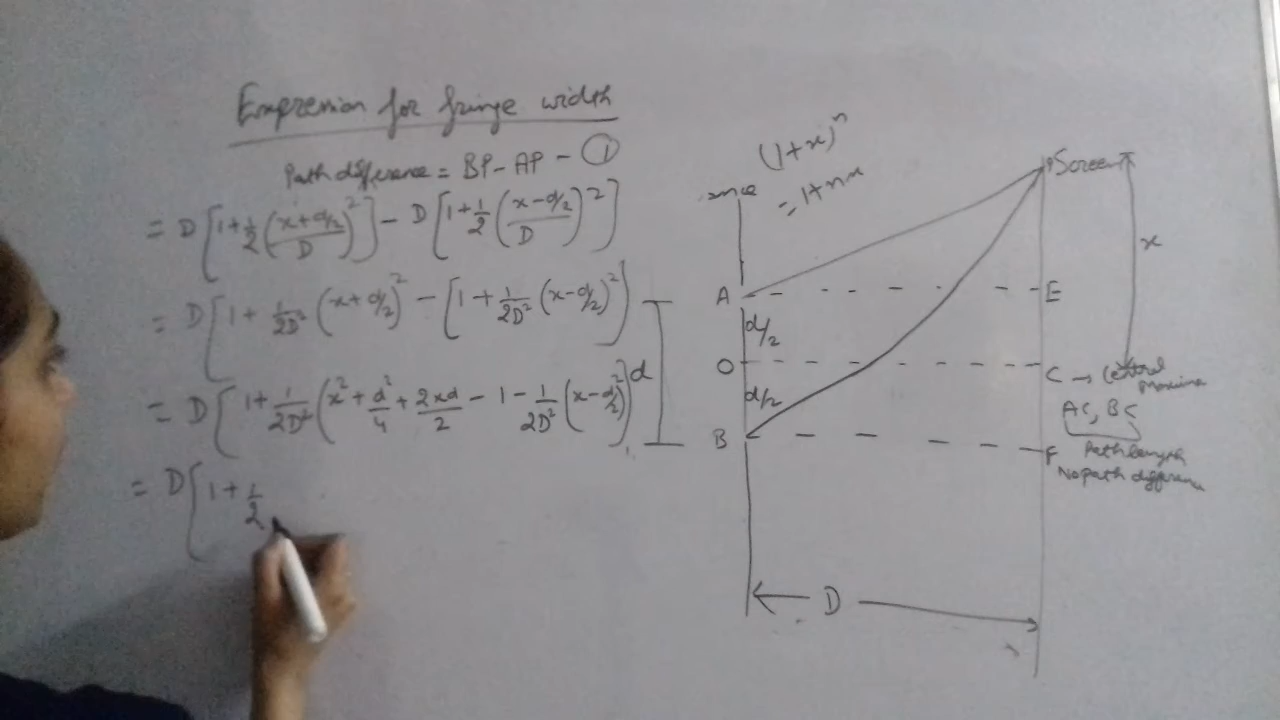 Expression for fringe width
Path difference = BP - AP - ①
= D[1+1/2((x+d/2)/D)²] - D[1+1/2((x-d/2)/D)²]
= D[1 + 1/2D² (x+d/2)² - [1 + 1/2D² (x-d/2)²]
= D[1 + 1/2D² (x² + d²/4 + 2xd/2 - 1 - 1/2D² (x-d/2)²)]
= D[1 + 1/2
(1+x)ⁿ
= 1+nx
P
Screen
x
A
E
d/2
d
O
C → Central
Maxima
d/2
AC, BC
B
F
Path length
No path difference
D